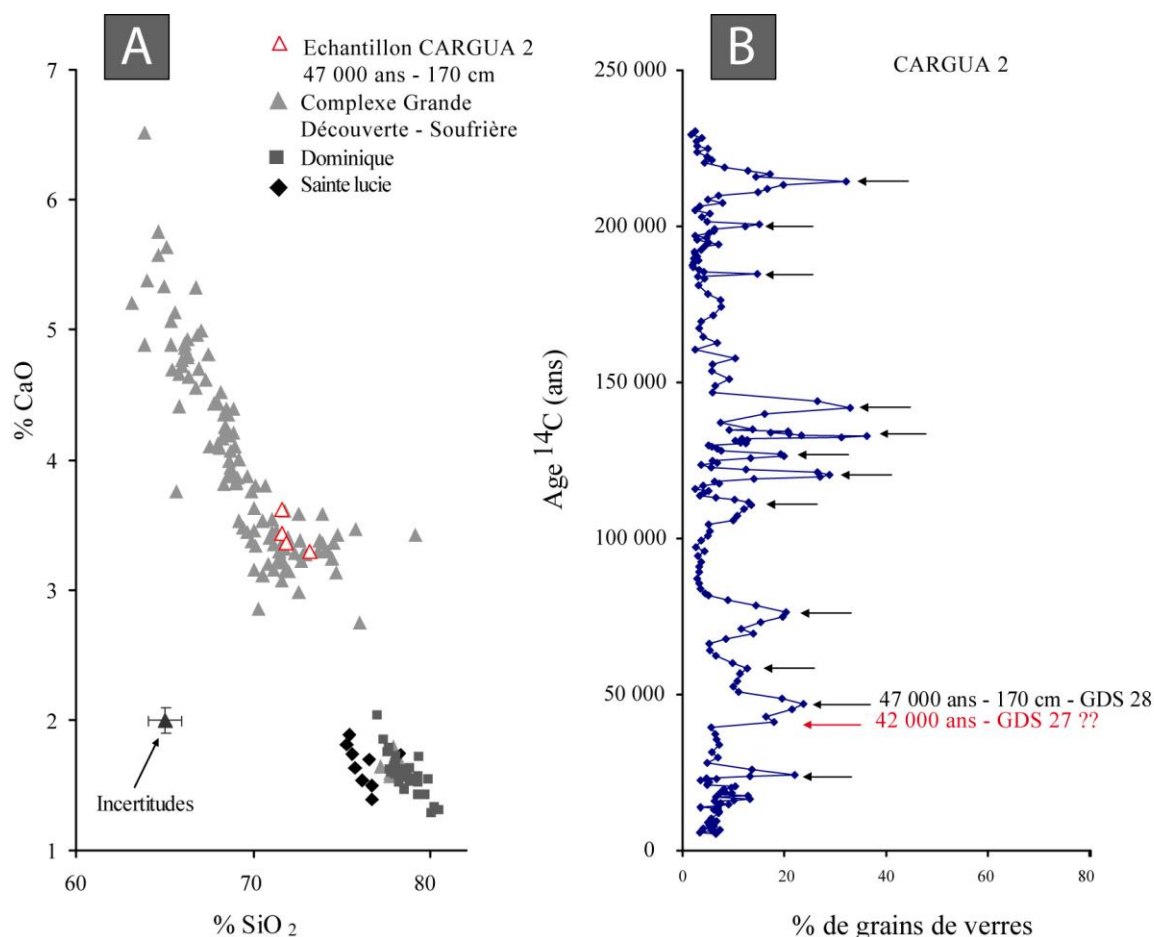 A
Echantillon CARGUA 2
47 000 ans - 170 cm
Complexe Grande
Découverte - Soufrière
Dominique
Sainte lucie
7
6
5
4
3
2
1
% CaO
Incertitudes
60
70
80
% SiO2
B
CARGUA 2
250 000
200 000
150 000
100 000
50 000
0
Age 14C (ans)
47 000 ans - 170 cm - GDS 28
42 000 ans - GDS 27 ??
0
20
40
60
80
% de grains de verres